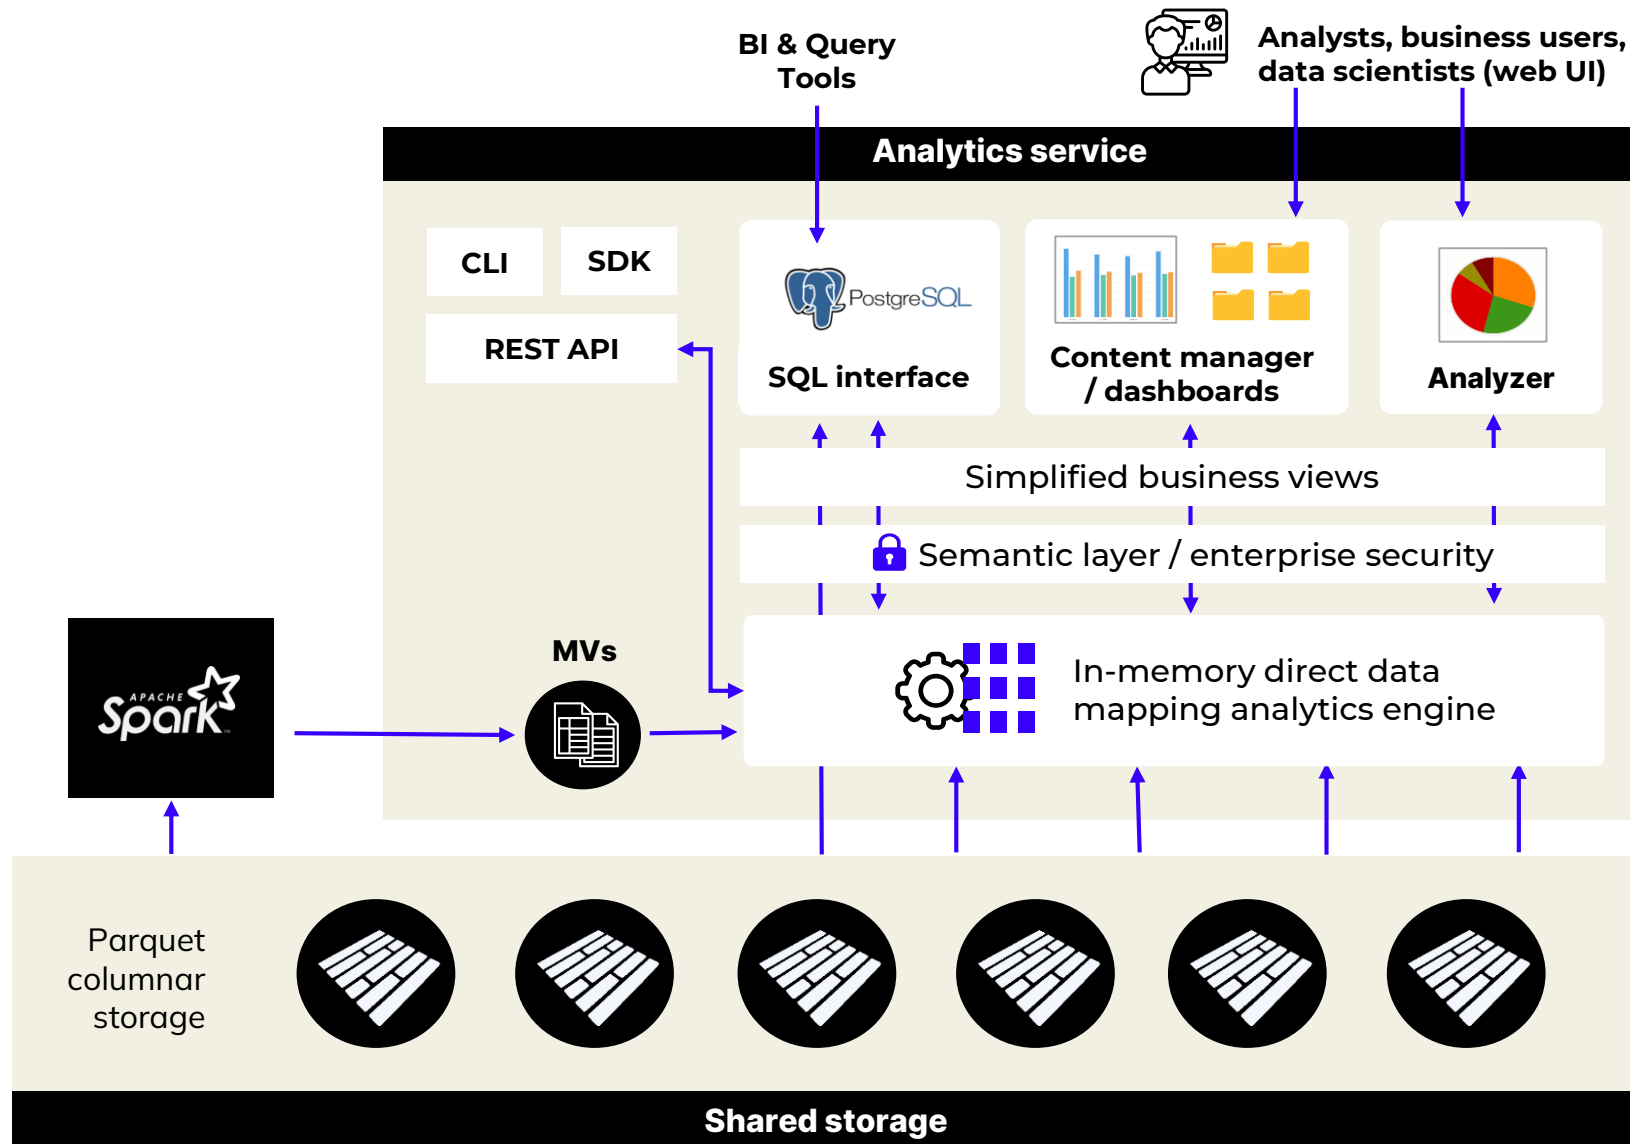 BI & Query
Tools
Analysts, business users,
data scientists (web UI)
Analytics service
CLI
SDK
REST API
PostgreSQL
SQL interface
Content manager
/ dashboards
Analyzer
Simplified business views
Semantic layer / enterprise security
MVs
In-memory direct data
mapping analytics engine
APACHE
Spark™
Parquet
columnar
storage
Shared storage